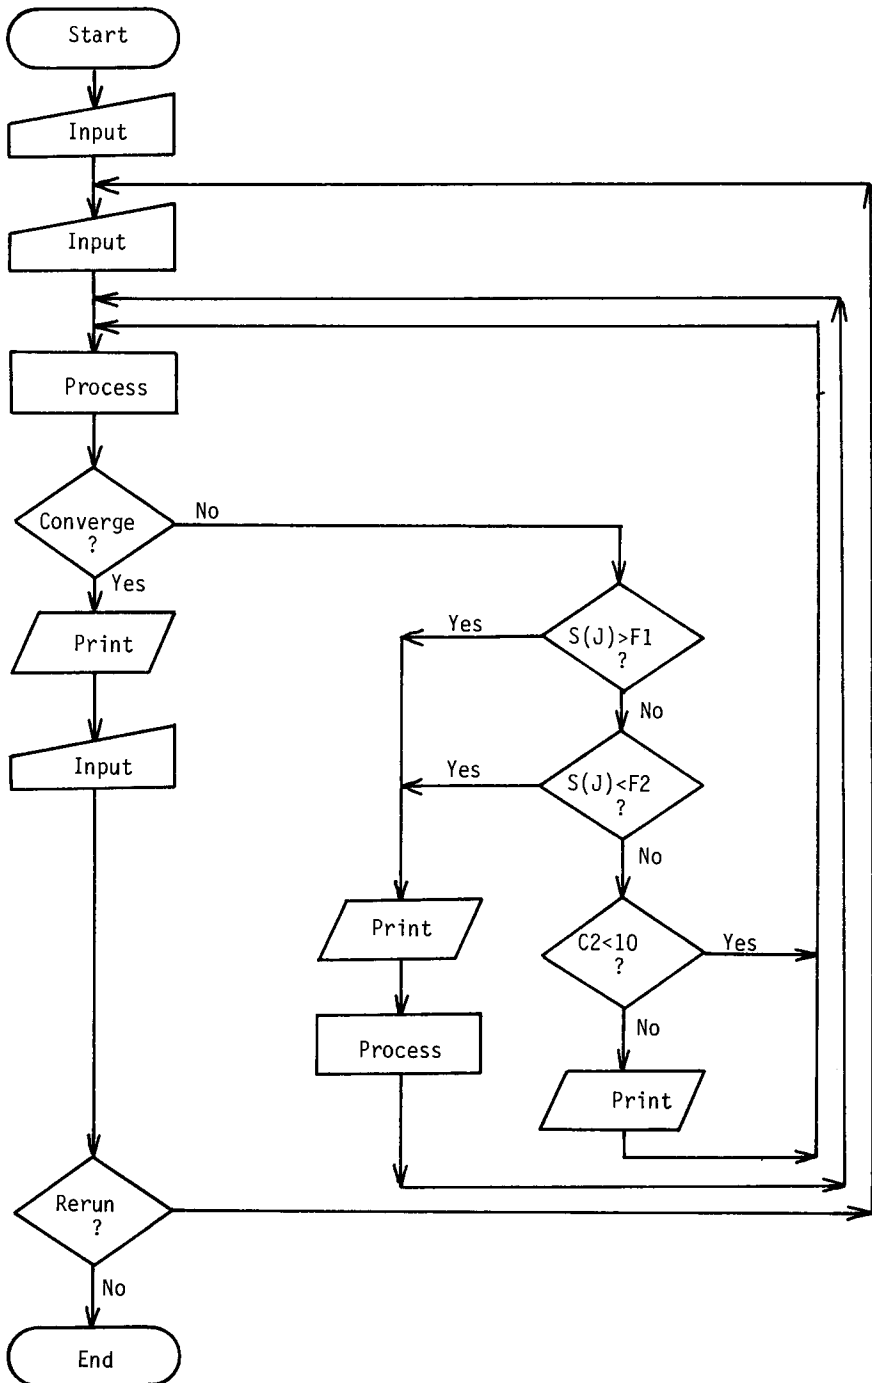 Start
Input
Input
Process
Converge
?
No
Yes
Print
Input
S(J)>F1
?
Yes
No
S(J)<F2
?
Yes
No
C2<10
?
Yes
No
Print
Process
Print
Rerun
?
No
End